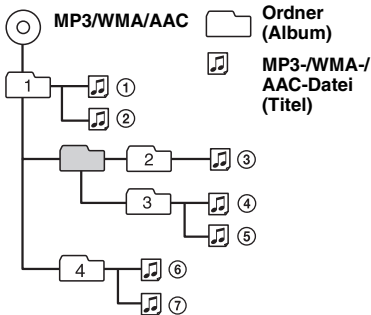 MP3/WMA/AAC
Ordner
(Album)
MP3-/WMA-/
AAC-Datei
(Titel)
1
①
②
2
③
3
④
⑤
4
⑥
⑦